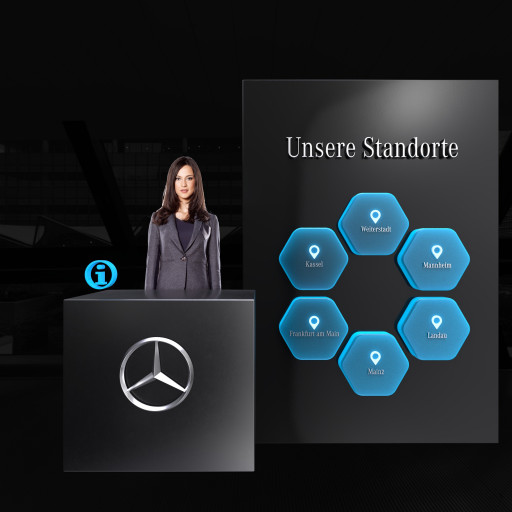 Unsere Standorte
Weiterstadt
Kassel
Mannheim
Frankfurt am Main
Landau
Mainz